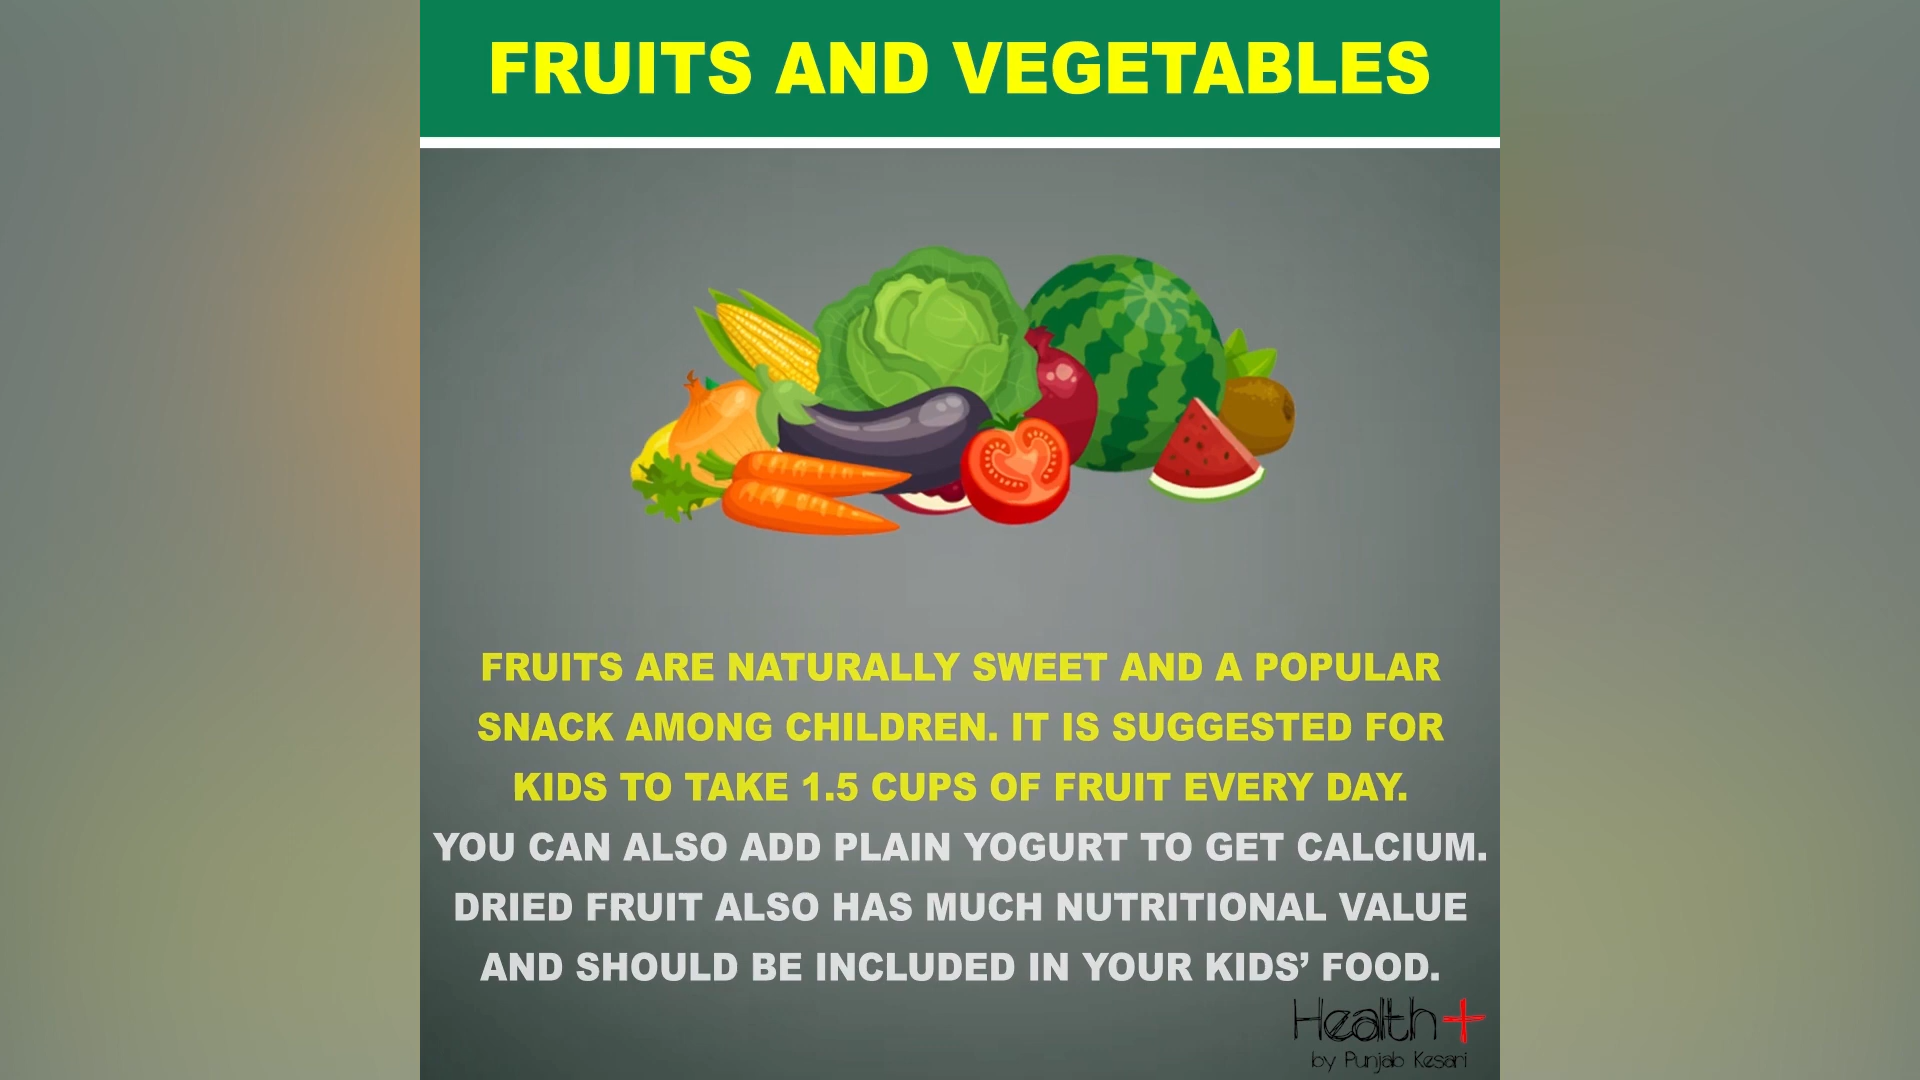 FRUITS AND VEGETABLES
FRUITS ARE NATURALLY SWEET AND A POPULAR
SNACK AMONG CHILDREN. IT IS SUGGESTED FOR
KIDS TO TAKE 1.5 CUPS OF FRUIT EVERY DAY.
YOU CAN ALSO ADD PLAIN YOGURT TO GET CALCIUM.
DRIED FRUIT ALSO HAS MUCH NUTRITIONAL VALUE
AND SHOULD BE INCLUDED IN YOUR KIDS’ FOOD.
Health+
by Punjab Kesari